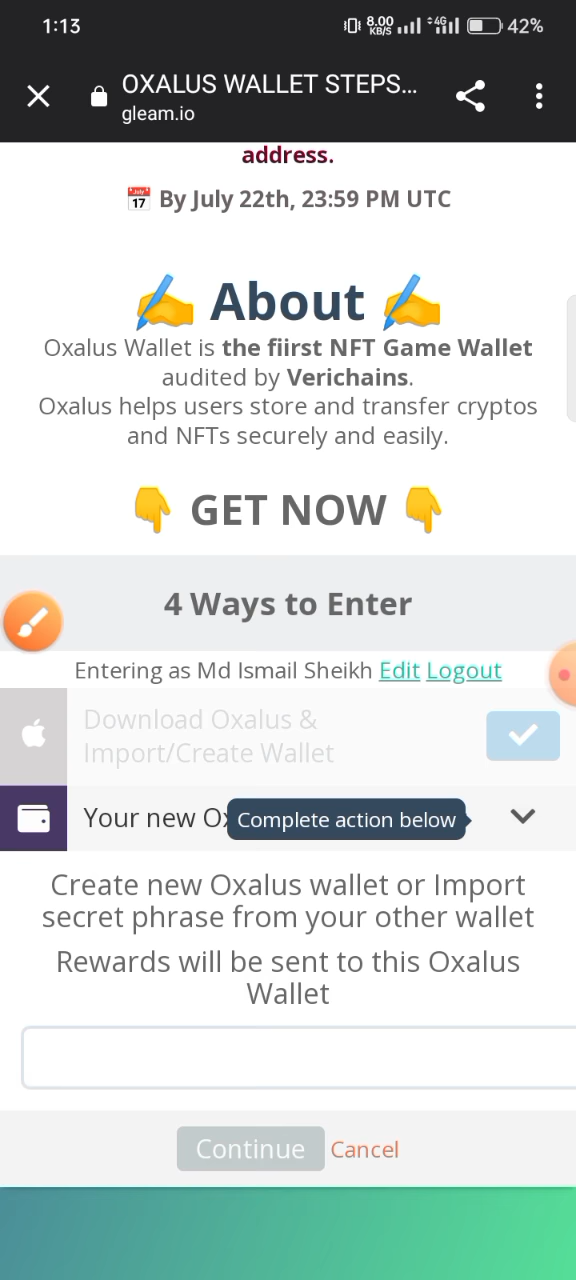 1:13 8.00 KB/S 4G 42%
OXALUS WALLET STEPS...
gleam.io
address.
July 17 By July 22th, 23:59 PM UTC
About
Oxalus Wallet is the fiirst NFT Game Wallet
audited by Verichains.
Oxalus helps users store and transfer cryptos
and NFTs securely and easily.
GET NOW
4 Ways to Enter
Entering as Md Ismail Sheikh Edit Logout
Download Oxalus &
Import/Create Wallet
Your new Complete action below
Create new Oxalus wallet or Import
secret phrase from your other wallet
Rewards will be sent to this Oxalus
Wallet
Continue Cancel